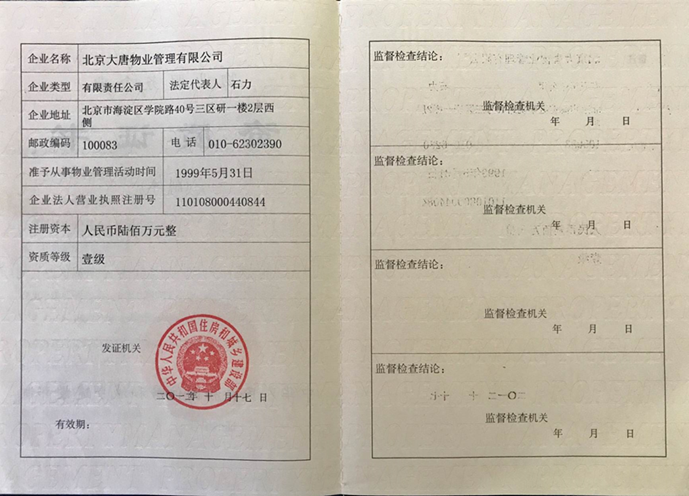 企业名称 北京大唐物业管理有限公司
企业类型 有限责任公司 法定代表人 石力
企业地址 北京市海淀区学院路40号三区研一楼2层西
侧
邮政编码 100083 电话 010-62302390
准予从事物业管理活动时间 1999年5月31日
企业法人营业执照注册号 110108000440844
注册资本 人民币陆佰万元整
资质等级 壹级
发证机关
中华人民共和国住房和城乡建设部
二〇一二年 十 月十七 日
有效期:
监督检查结论:
监督检查机关
年 月 日
监督检查结论:
监督检查机关
年 月 日
监督检查结论:
监督检查机关
年 月 日
监督检查结论:
监督检查机关
年 月 日